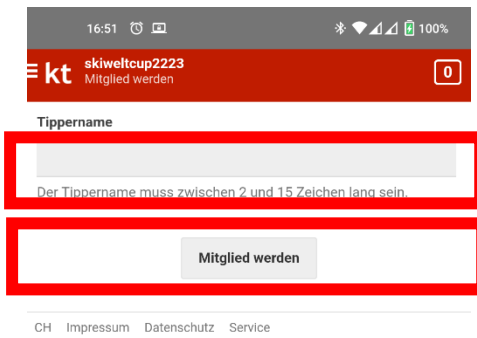 16:51 100%
kt skiweltcup2223
Mitglied werden 0
Tippername
Der Tippername muss zwischen 2 und 15 Zeichen lang sein.
Mitglied werden
CH Impressum Datenschutz Service